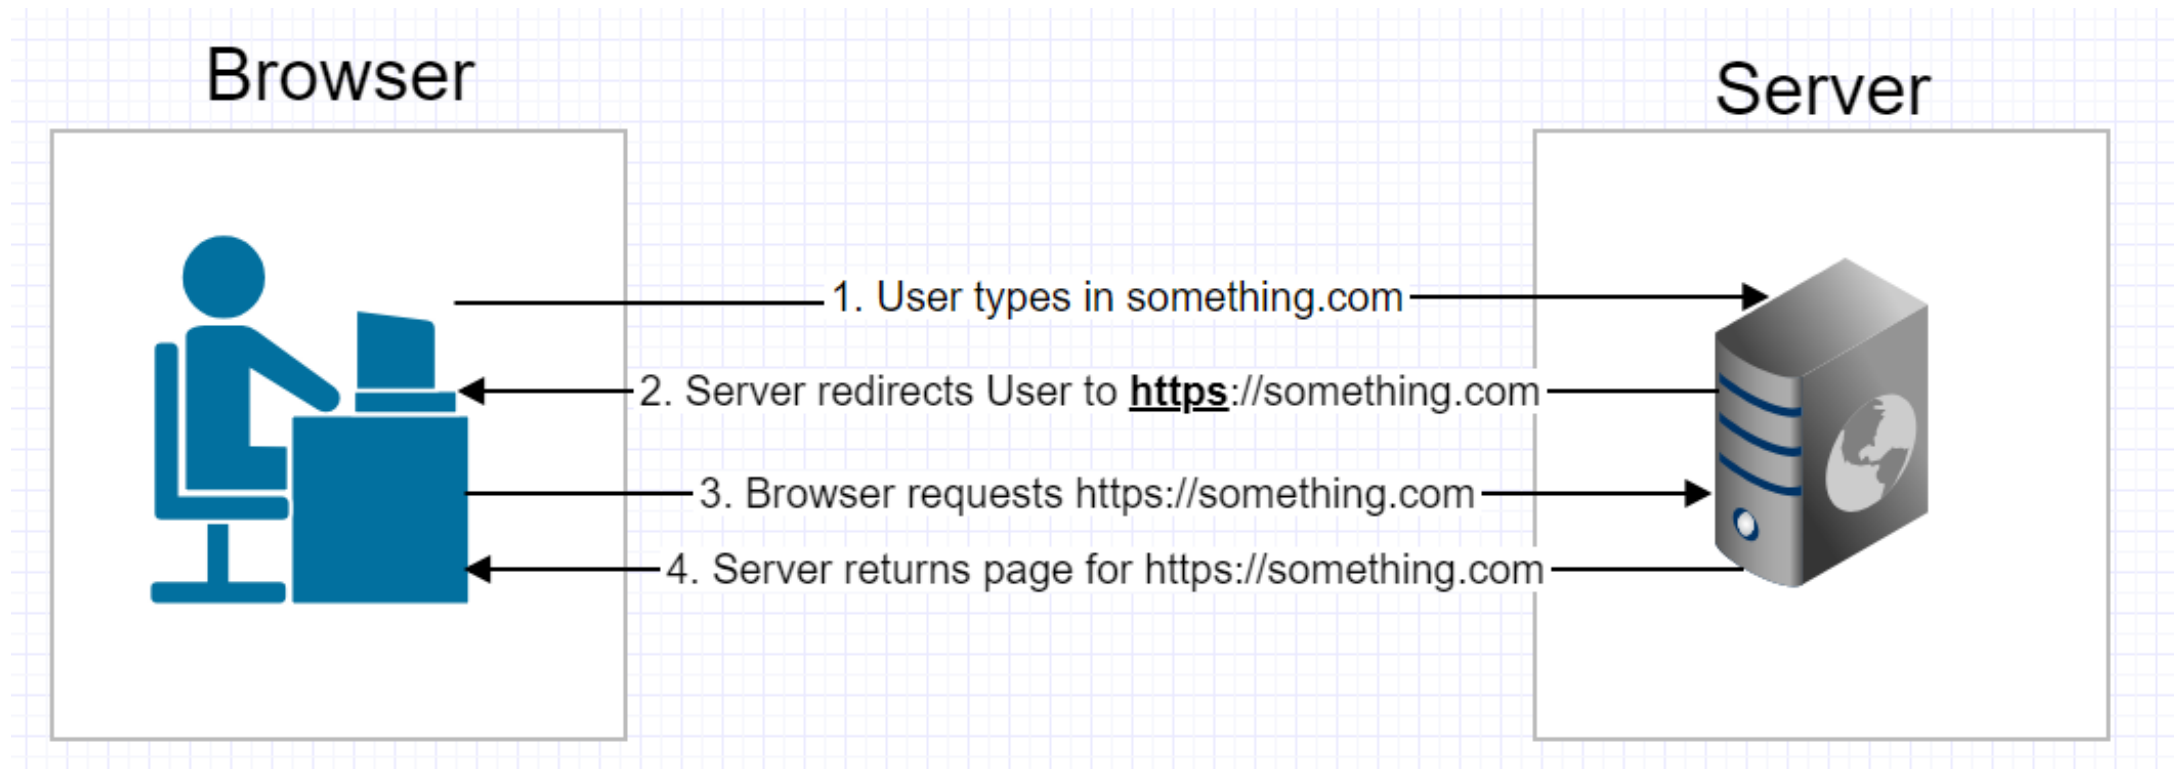 Browser
Server
1. User types in something.com
2. Server redirects User to https://something.com
3. Browser requests https://something.com
4. Server returns page for https://something.com